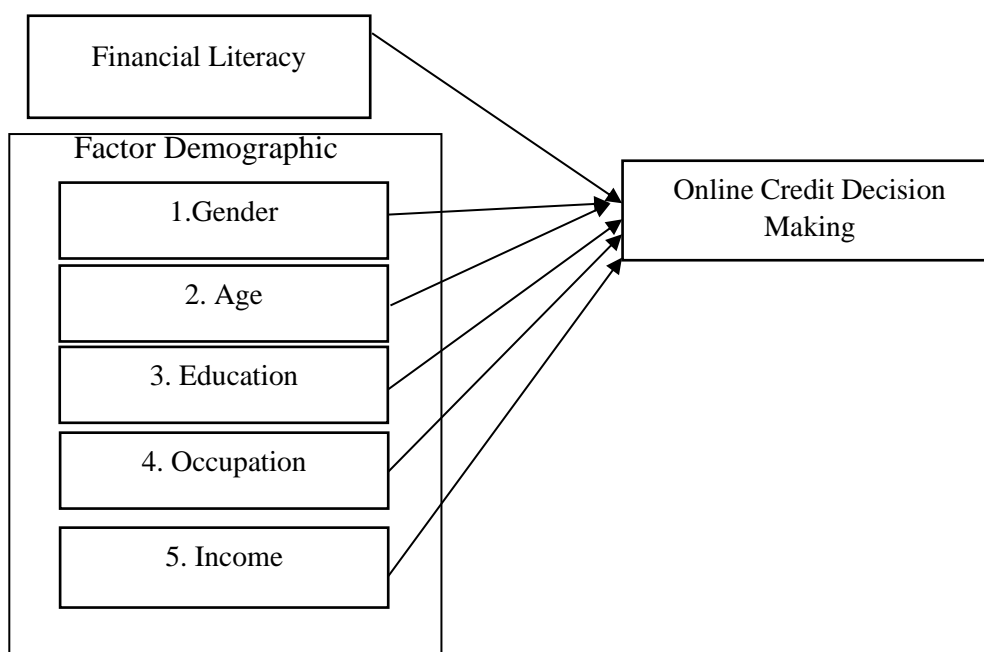 Financial Literacy
Factor Demographic
1.Gender
2. Age
3. Education
4. Occupation
5. Income
Online Credit Decision
Making